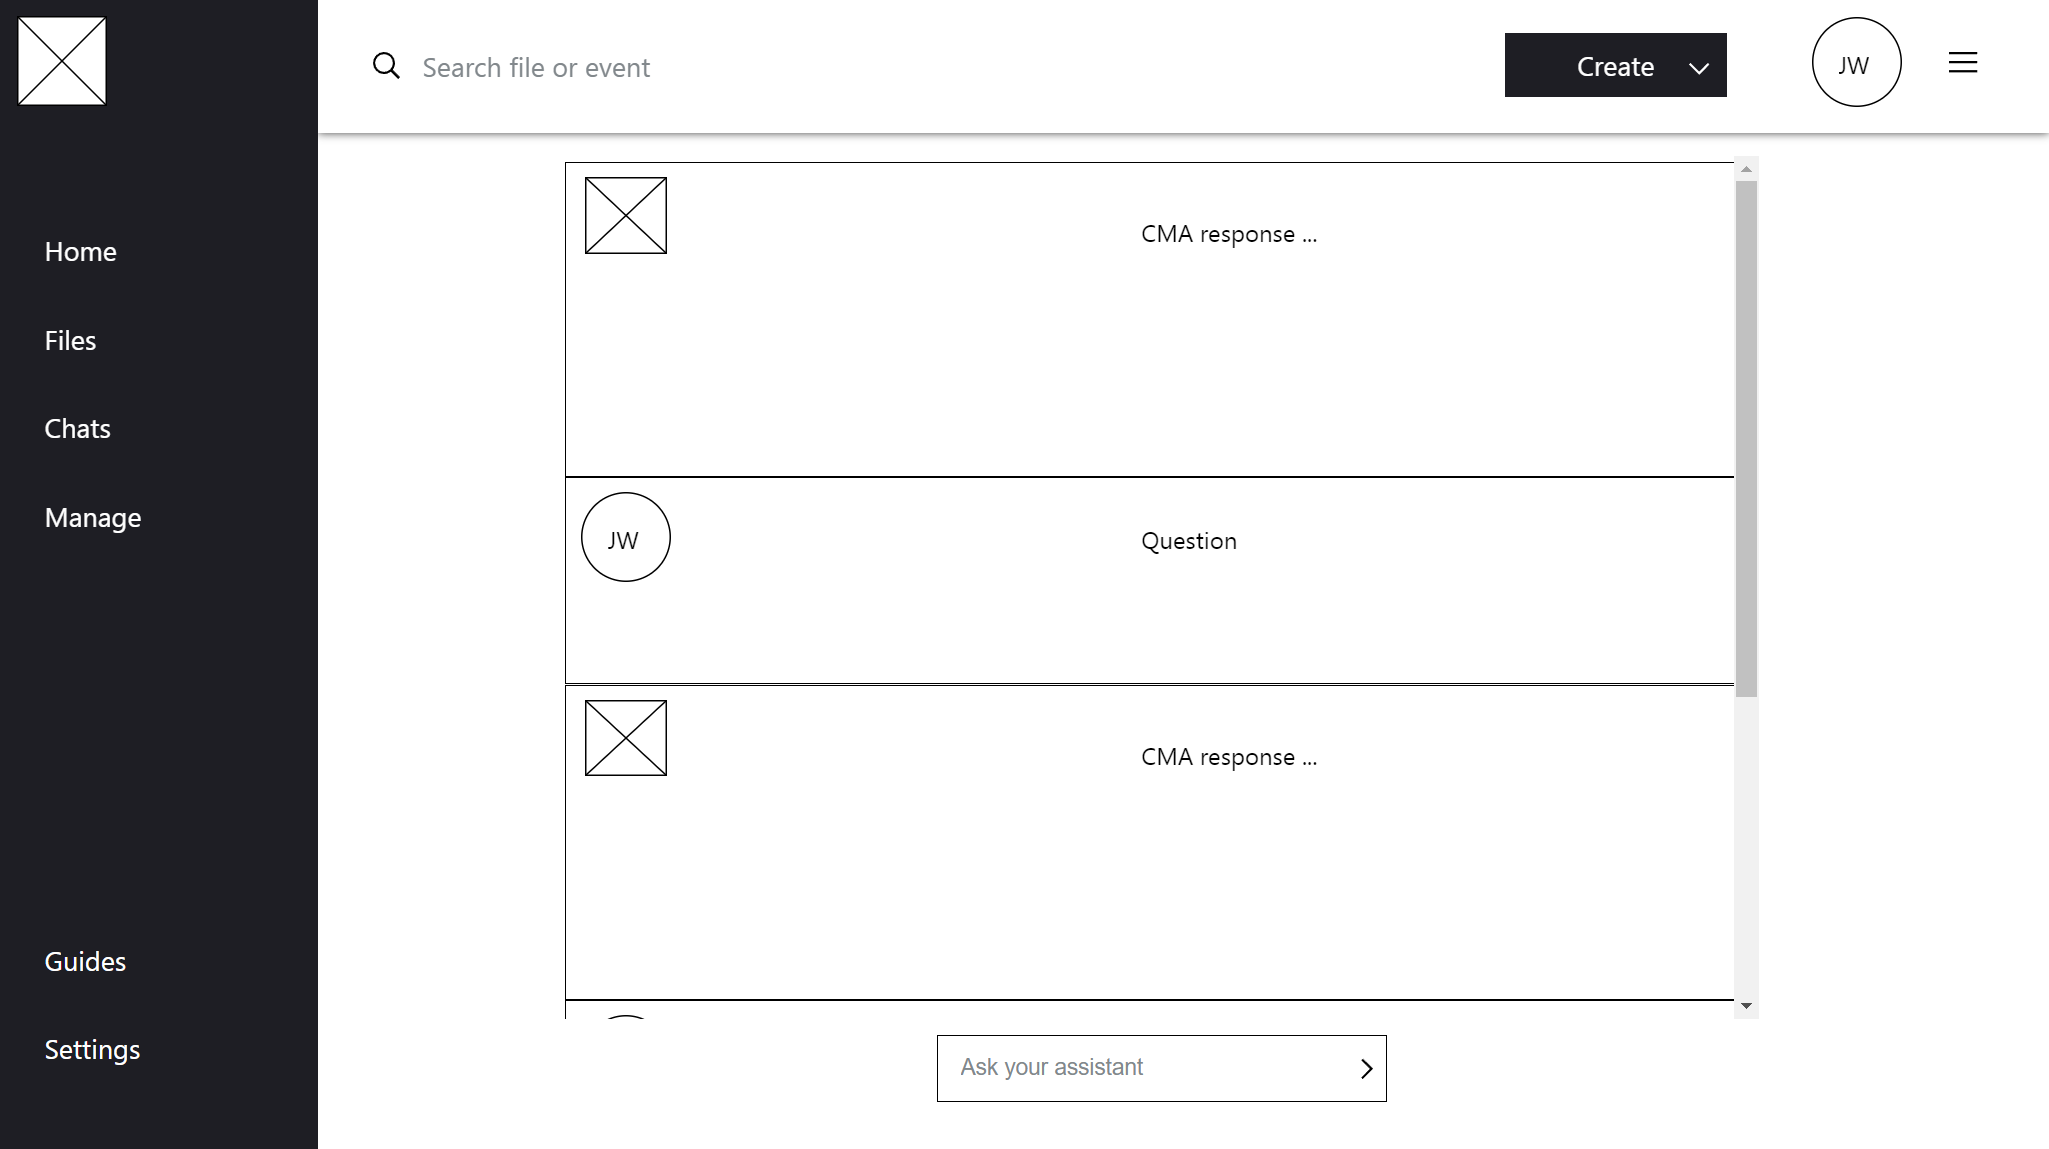 Search file or event
Create
JW
Home
Files
Chats
Manage
Guides
Settings
CMA response ...
JW
Question
CMA response ...
Ask your assistant